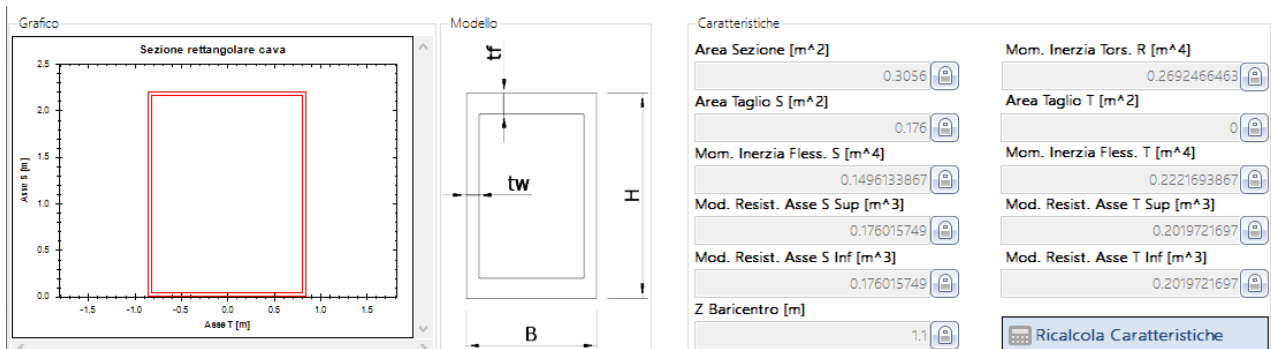 Grafico
Sezione rettangolare cava
2.5
2.0
1.5
1.0
0.5
0.0
Asse S [m]
-1.5 -1.0 -0.5 0.0 0.5 1.0 1.5
Asse T [m]
Modello
tf
tw
H
B
Caratteristiche
Area Sezione [m^2]
0.3056
Mom. Inerzia Tors. R [m^4]
0.2692466463
Area Taglio S [m^2]
0.176
Area Taglio T [m^2]
0
Mom. Inerzia Fless. S [m^4]
0.1496133867
Mom. Inerzia Fless. T [m^4]
0.2221693867
Mod. Resist. Asse S Sup [m^3]
0.176015749
Mod. Resist. Asse T Sup [m^3]
0.2019721697
Mod. Resist. Asse S Inf [m^3]
0.176015749
Mod. Resist. Asse T Inf [m^3]
0.2019721697
Z Baricentro [m]
1.1
Ricalcola Caratteristiche